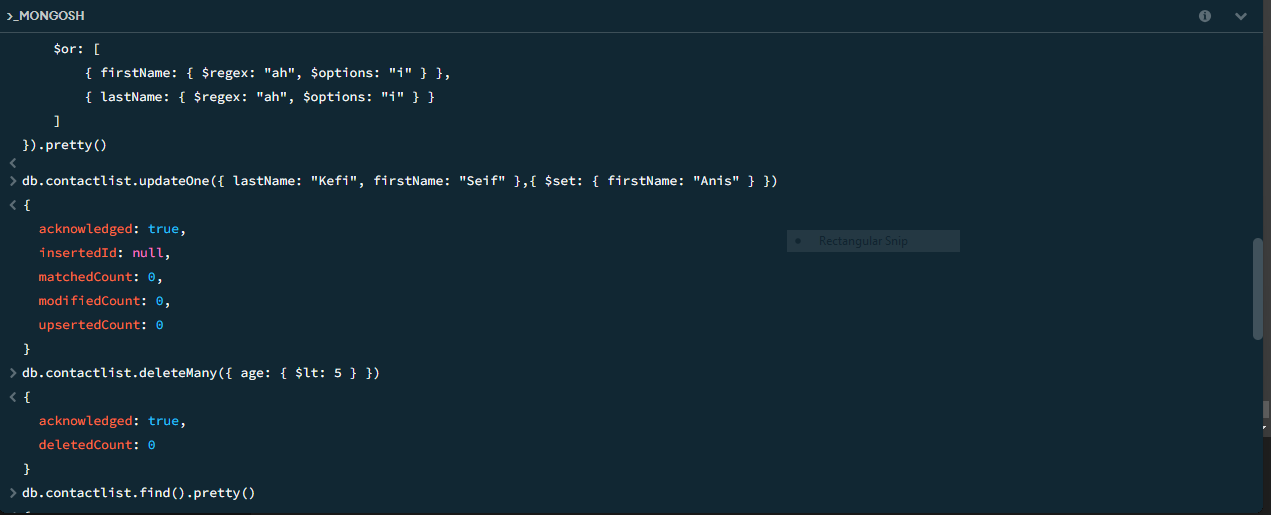 >_MONGOSH
$or: [
{ firstName: { $regex: "ah", $options: "i" } },
{ lastName: { $regex: "ah", $options: "i" } }
]
}).pretty()
<
> db.contactlist.updateOne({ lastName: "Kefi", firstName: "Seif" },{ $set: { firstName: "Anis" } })
< {
acknowledged: true,
insertedId: null,
Rectangular Snip
matchedCount: 0,
modifiedCount: 0,
upsertedCount: 0
}
> db.contactlist.deleteMany({ age: { $lt: 5 } })
< {
acknowledged: true,
deletedCount: 0
}
> db.contactlist.find().pretty()